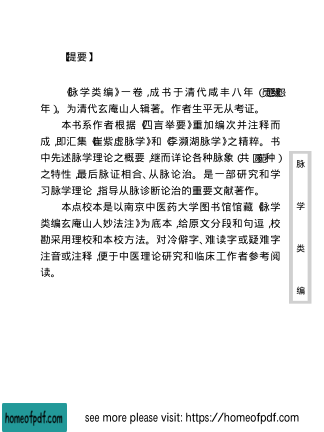 【提要】
《脉学类编》一卷,成书于清代咸丰八年(
年)。为清代玄庵山人辑著。作者生平无从考证。
本书系作者根据《四言举要》重加编次并注释而
成,即汇集《崔紫虚脉学》和《李濒湖脉学》之精粹。书
中先述脉学理论之概要,继而详论各种脉象(共 种)
之特性,最后脉证相合、从脉论治。是一部研究和学
习脉学理论,指导从脉诊断论治的重要文献著作。
本点校本是以南京中医药大学图书馆馆藏《脉学
类编玄庵山人妙法注》为底本,给原文分段和句逗,校
勘采用理校和本校方法。对冷僻字、难读字或疑难字
注音或注释,便于中医理论研究和临床工作者参考阅
读。
脉学类编
homeofpdf.com
see more please visit: https://homeofpdf.com